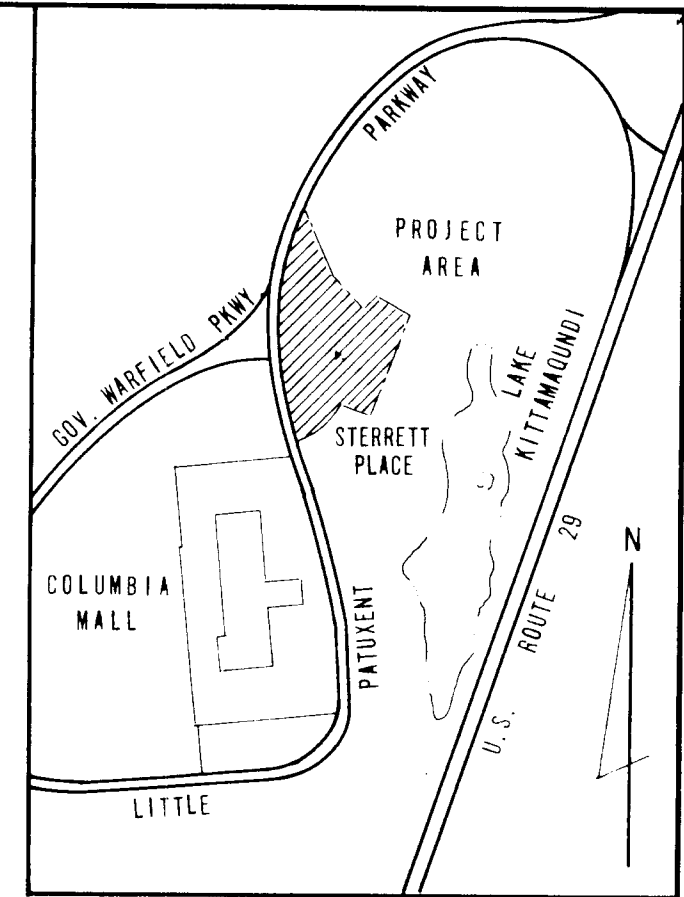 PARKWAY
PROJECT
AREA
GOV. WARFIELD PKWY
LAKE
KITTAMAQUNDI
STERRETT
PLACE
U.S. ROUTE 29
N
COLUMBIA
MALL
LITTLE
PATUXENT